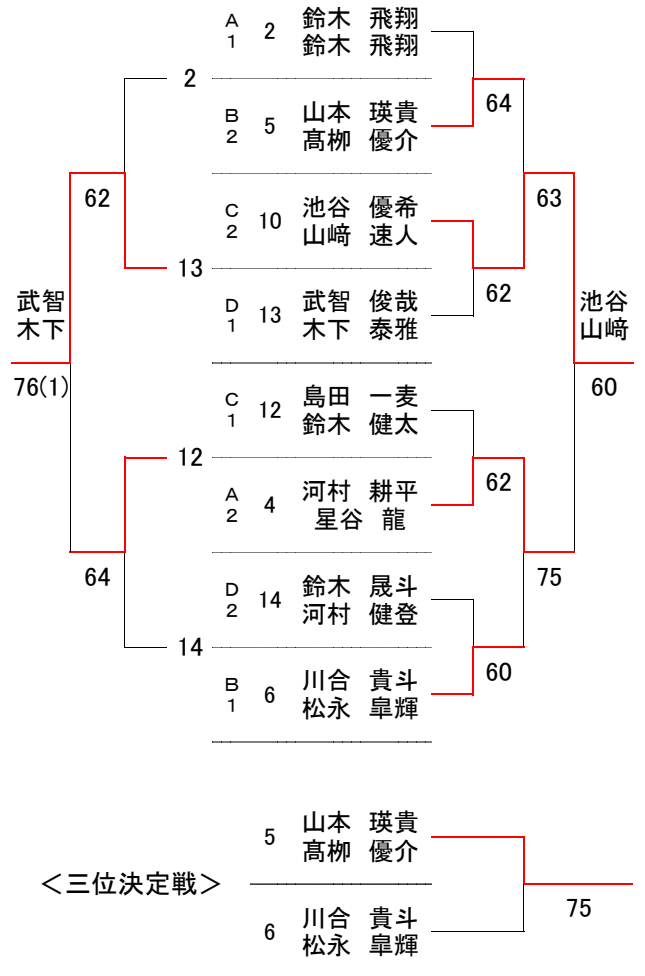 A 1 2 鈴木 飛翔
鈴木 飛翔
2
64
B 2 5 山本 瑛貴
髙栁 優介
62
63
C 2 10 池谷 優希
山﨑 速人
13
62
D 1 13 武智 俊哉
木下 泰雅
武智
木下
池谷
山﨑
76(1)
60
C 1 12 島田 一麦
鈴木 健太
12
62
A 2 4 河村 耕平
星谷 龍
64
75
D 2 14 鈴木 晟斗
河村 健登
14
60
B 1 6 川合 貴斗
松永 皐輝
5 山本 瑛貴
髙栁 優介
<三位決定戦>
75
6 川合 貴斗
松永 皐輝